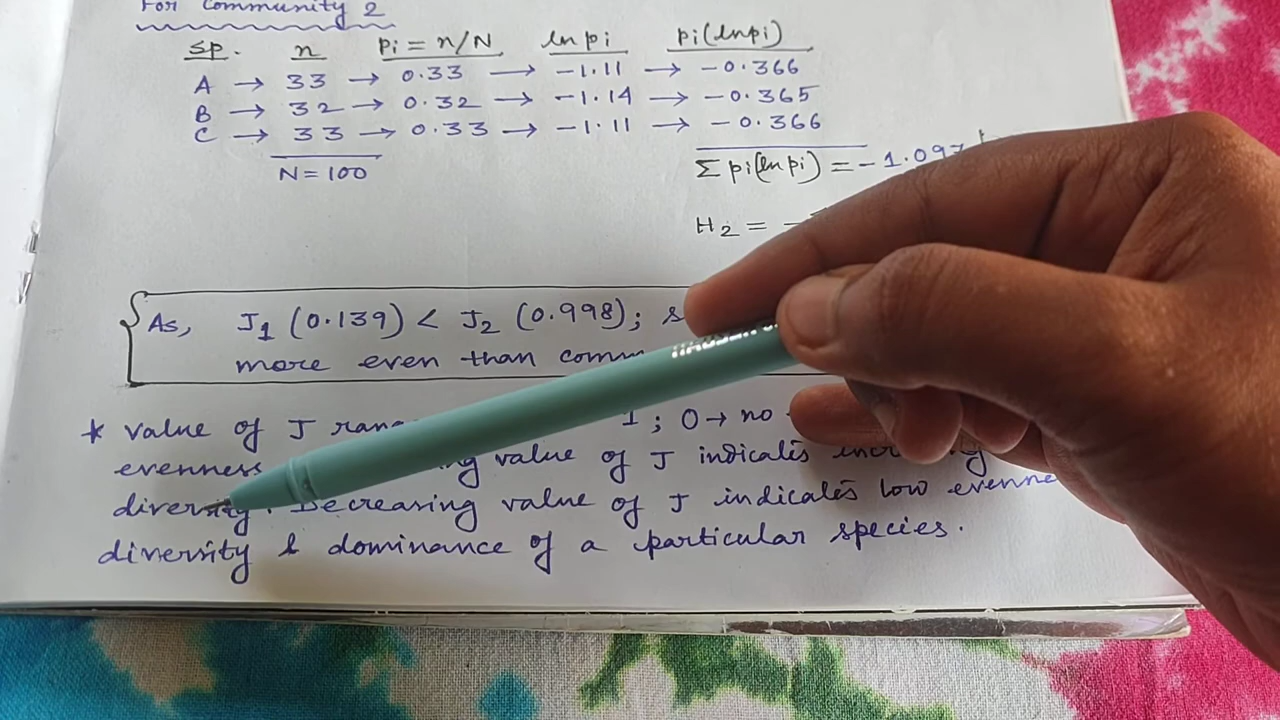 For Community 2
sp. n pi = n/N ln pi pi(ln pi)
A → 33 → 0.33 → -1.11 → -0.366
B → 32 → 0.32 → -1.14 → -0.365
C → 33 → 0.33 → -1.11 → -0.366
N = 100
Σ pi(ln pi) = -1.097
H2 = -
As, J1 (0.139) < J2 (0.998);
more even than
* value of J 1 ; 0 → no
evenness value of J indicates
diversity. Decreasing value of J indicates low
diversity & dominance of a particular species.